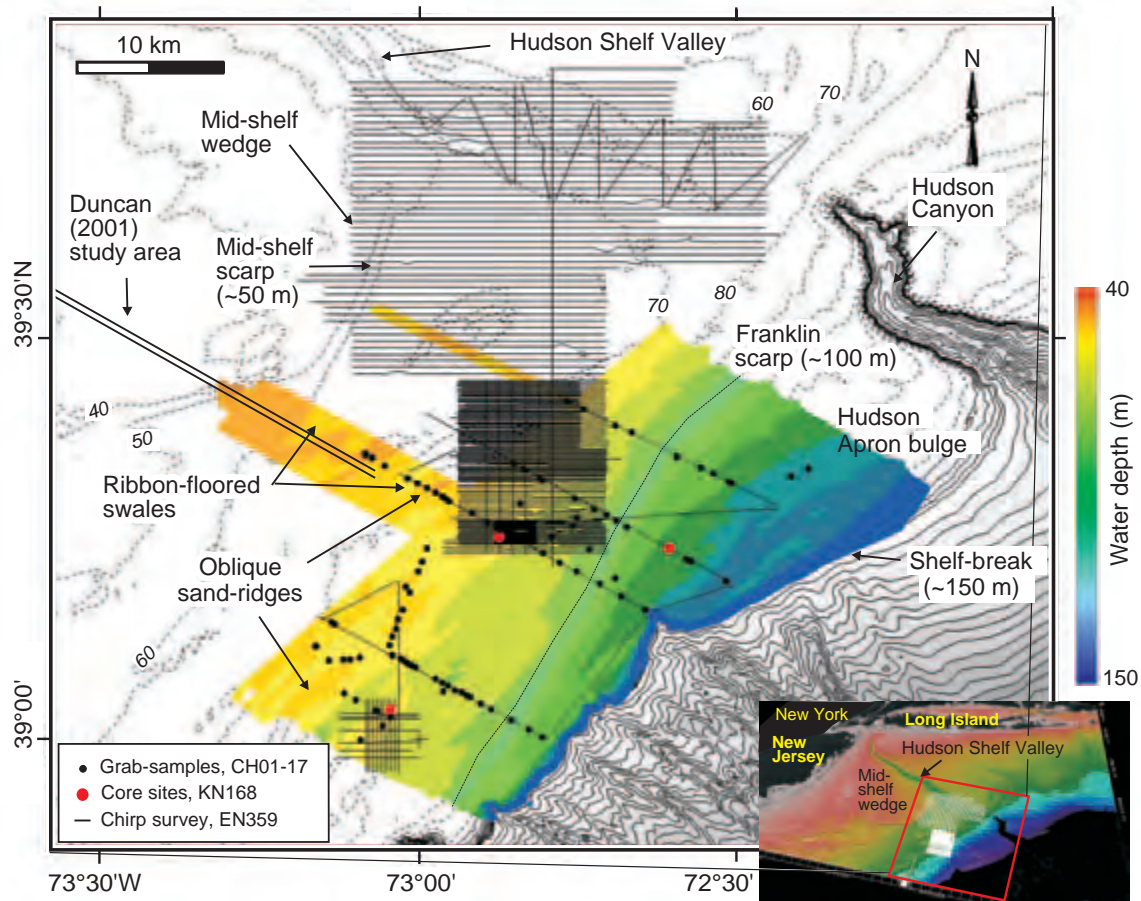 10 km
Hudson Shelf Valley
N
60
70
Mid-shelf
wedge
Duncan
(2001)
study area
Mid-shelf
scarp
(~50 m)
Hudson
Canyon
39°30'N
70
80
Franklin
scarp (~100 m)
40
Water depth (m)
150
40
50
Hudson
Apron bulge
Ribbon-floored
swales
Oblique
sand-ridges
Shelf-break
(~150 m)
60
39°00'
Grab-samples, CH01-17
Core sites, KN168
Chirp survey, EN359
New York
Long Island
New
Jersey
Hudson Shelf Valley
Mid-
shelf
wedge
73°30'W
73°00'
72°30'